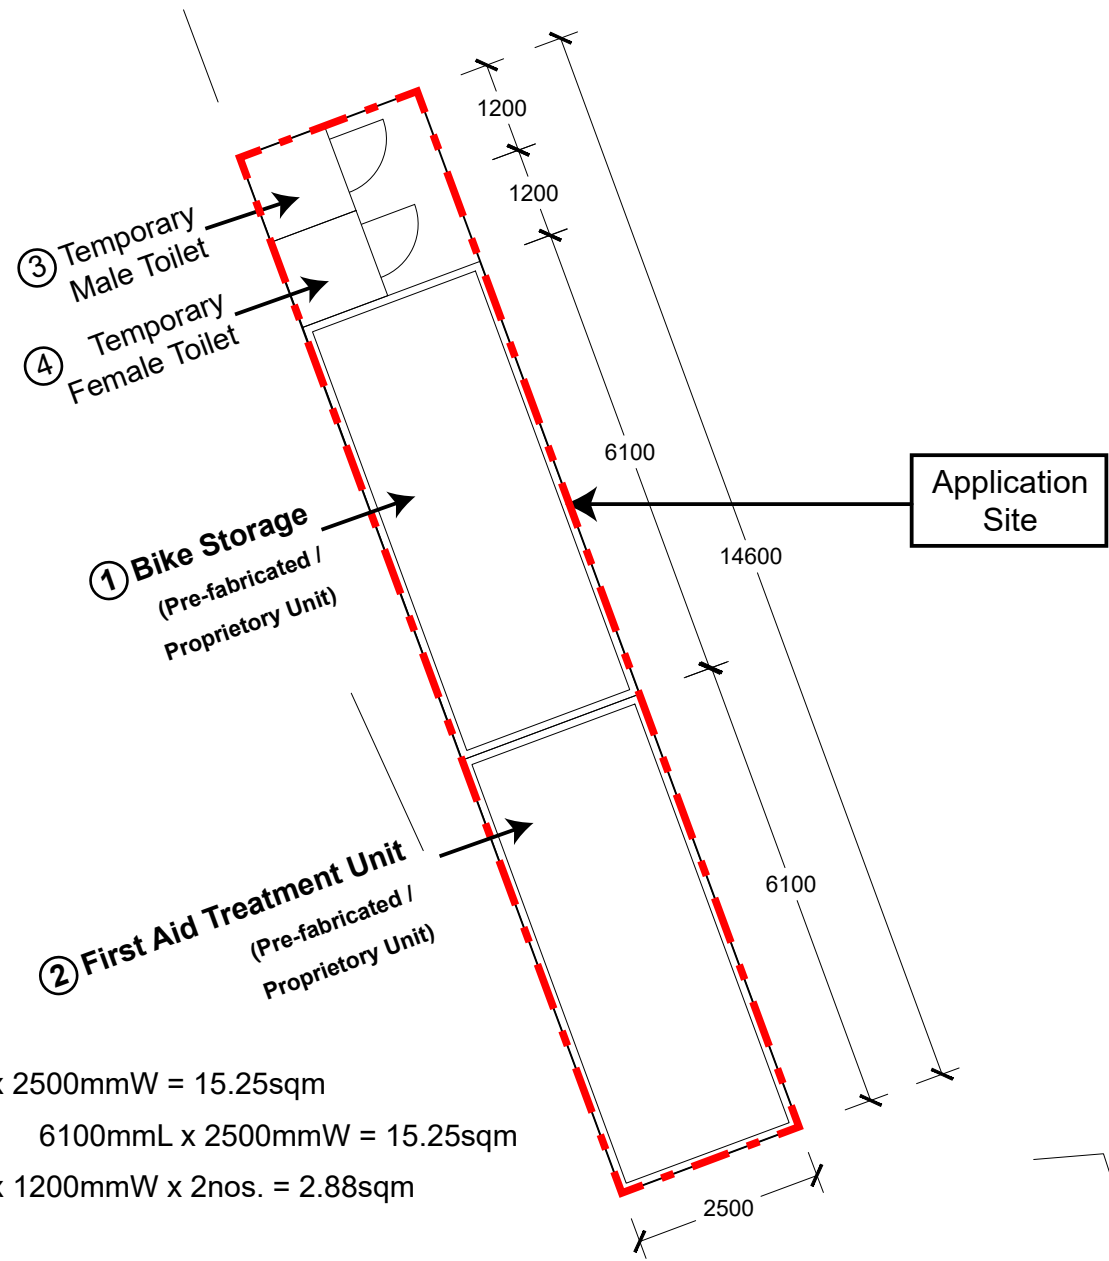 1200
1200
③ Temporary
Male Toilet
④ Temporary
Female Toilet
6100
Application
Site
14600
① Bike Storage
(Pre-fabricated /
Proprietory Unit)
6100
② First Aid Treatment Unit
(Pre-fabricated /
Proprietory Unit)
x 2500mmW = 15.25sqm
6100mmL x 2500mmW = 15.25sqm
x 1200mmW x 2nos. = 2.88sqm
2500